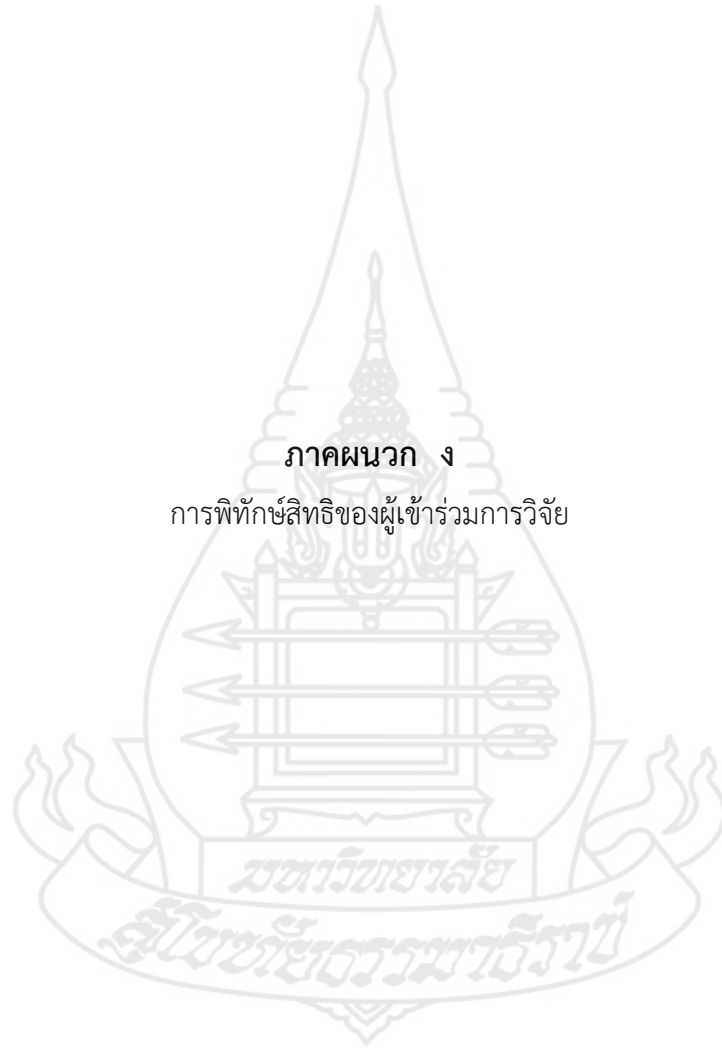 ภาคผนวก ง
การพิทักษ์สิทธิของผู้เข้าร่วมการวิจัย
มหาวิทยาลัย
สุโขทัยธรรมาธิราช